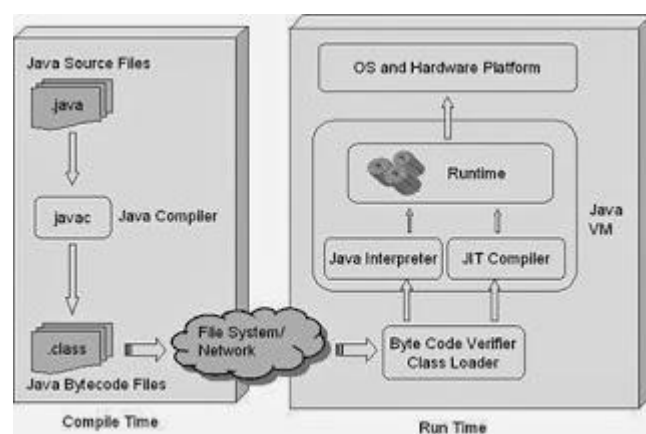 Java Source Files
.java
javac
Java Compiler
.class
Java Bytecode Files
Compile Time
File System/
Network
OS and Hardware Platform
Runtime
Java Interpreter
JIT Compiler
Java
VM
Byte Code Verifier
Class Loader
Run Time